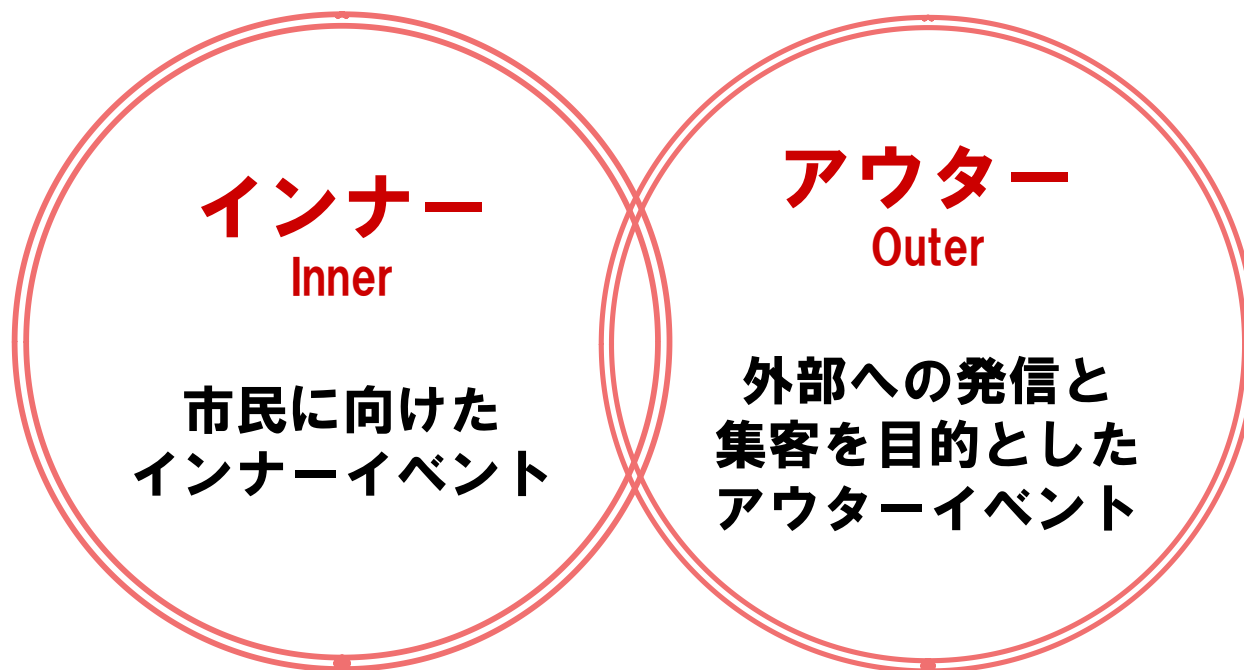 インナー
Inner
市民に向けた
インナーイベント
アウター
Outer
外部への発信と
集客を目的とした
アウターイベント